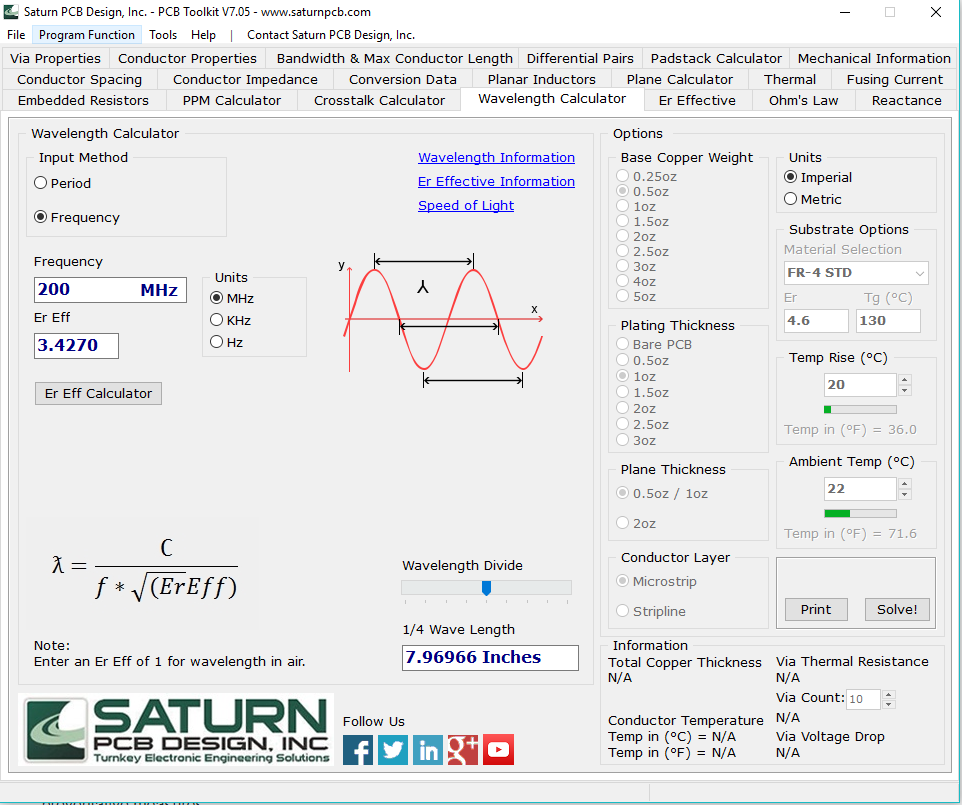 Saturn PCB Design, Inc. - PCB Toolkit V7.05 - www.saturnpcb.com
File Program Function Tools Help | Contact Saturn PCB Design, Inc.
Via Properties Conductor Properties Bandwidth & Max Conductor Length Differential Pairs Padstack Calculator Mechanical Information
Conductor Spacing Conductor Impedance Conversion Data Planar Inductors Plane Calculator Thermal Fusing Current
Embedded Resistors PPM Calculator Crosstalk Calculator Wavelength Calculator Er Effective Ohm's Law Reactance
Wavelength Calculator
Input Method
Period
Frequency
Wavelength Information
Er Effective Information
Speed of Light
Frequency
200 MHz
Units
MHz
KHz
Hz
Er Eff
3.4270
Er Eff Calculator
y
⅄
x
C
ƛ =
f * √(ErEff)
Note:
Enter an Er Eff of 1 for wavelength in air.
Wavelength Divide
1/4 Wave Length
7.96966 Inches
Options
Base Copper Weight
0.25oz
0.5oz
1oz
1.5oz
2oz
2.5oz
3oz
4oz
5oz
Plating Thickness
Bare PCB
0.5oz
1oz
1.5oz
2oz
2.5oz
3oz
Plane Thickness
0.5oz / 1oz
2oz
Conductor Layer
Microstrip
Stripline
Units
Imperial
Metric
Substrate Options
Material Selection
FR-4 STD
Er Tg (°C)
4.6 130
Temp Rise (°C)
20
Temp in (°F) = 36.0
Ambient Temp (°C)
22
Temp in (°F) = 71.6
Print Solve!
Information
Total Copper Thickness
N/A
Conductor Temperature
Temp in (°C) = N/A
Temp in (°F) = N/A
Via Thermal Resistance
N/A
Via Count: 10
N/A
Via Voltage Drop
N/A
SATURN
PCB DESIGN, INC
Turnkey Electronic Engineering Solutions
Follow Us
f
in
g+